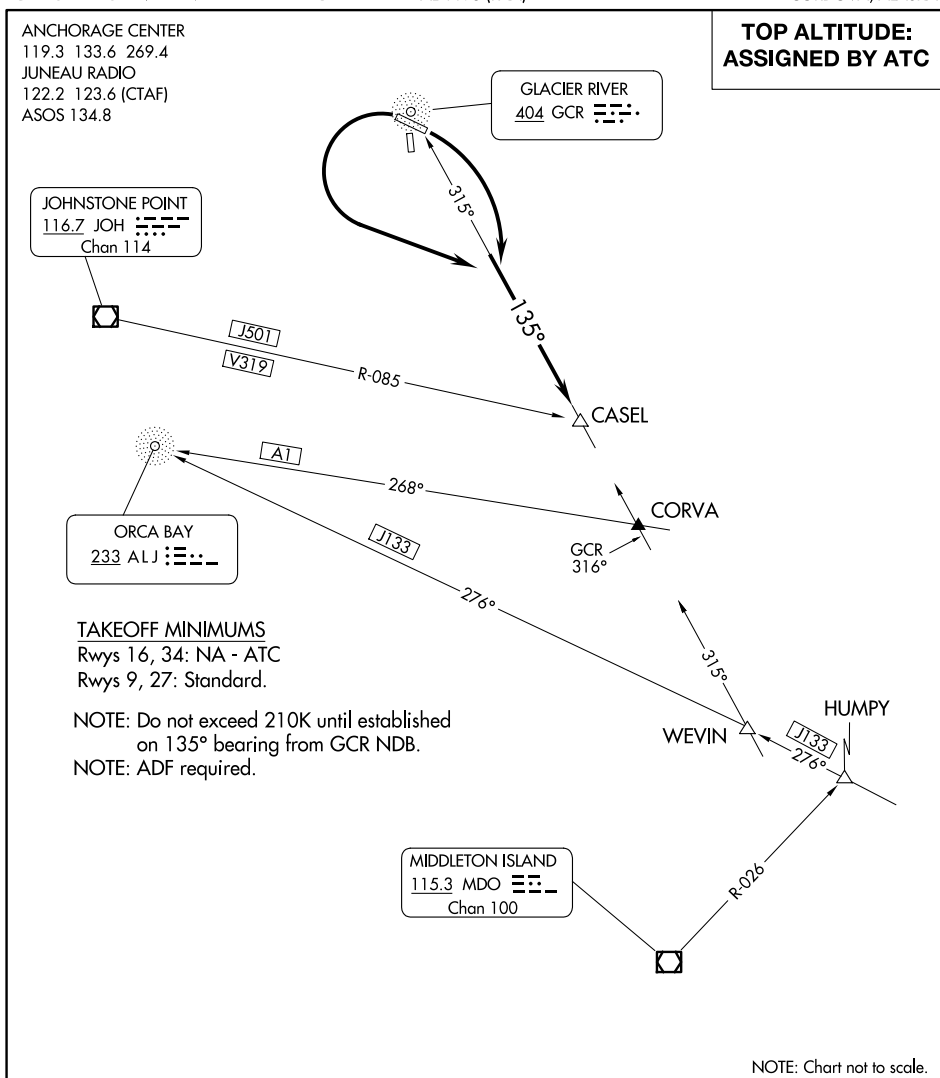 TOP ALTITUDE:
ASSIGNED BY ATC
ANCHORAGE CENTER
119.3 133.6 269.4
JUNEAU RADIO
122.2 123.6 (CTAF)
ASOS 134.8
GLACIER RIVER
404 GCR
315°
JOHNSTONE POINT
116.7 JOH
Chan 114
135°
J501
V319
R-085
CASEL
A1
268°
CORVA
GCR
316°
ORCA BAY
233 ALJ
J133
276°
TAKEOFF MINIMUMS
Rwys 16, 34: NA - ATC
Rwys 9, 27: Standard.
NOTE: Do not exceed 210K until established
on 135° bearing from GCR NDB.
NOTE: ADF required.
315°
WEVIN
HUMPY
J133
276°
MIDDLETON ISLAND
115.3 MDO
Chan 100
R-026
NOTE: Chart not to scale.